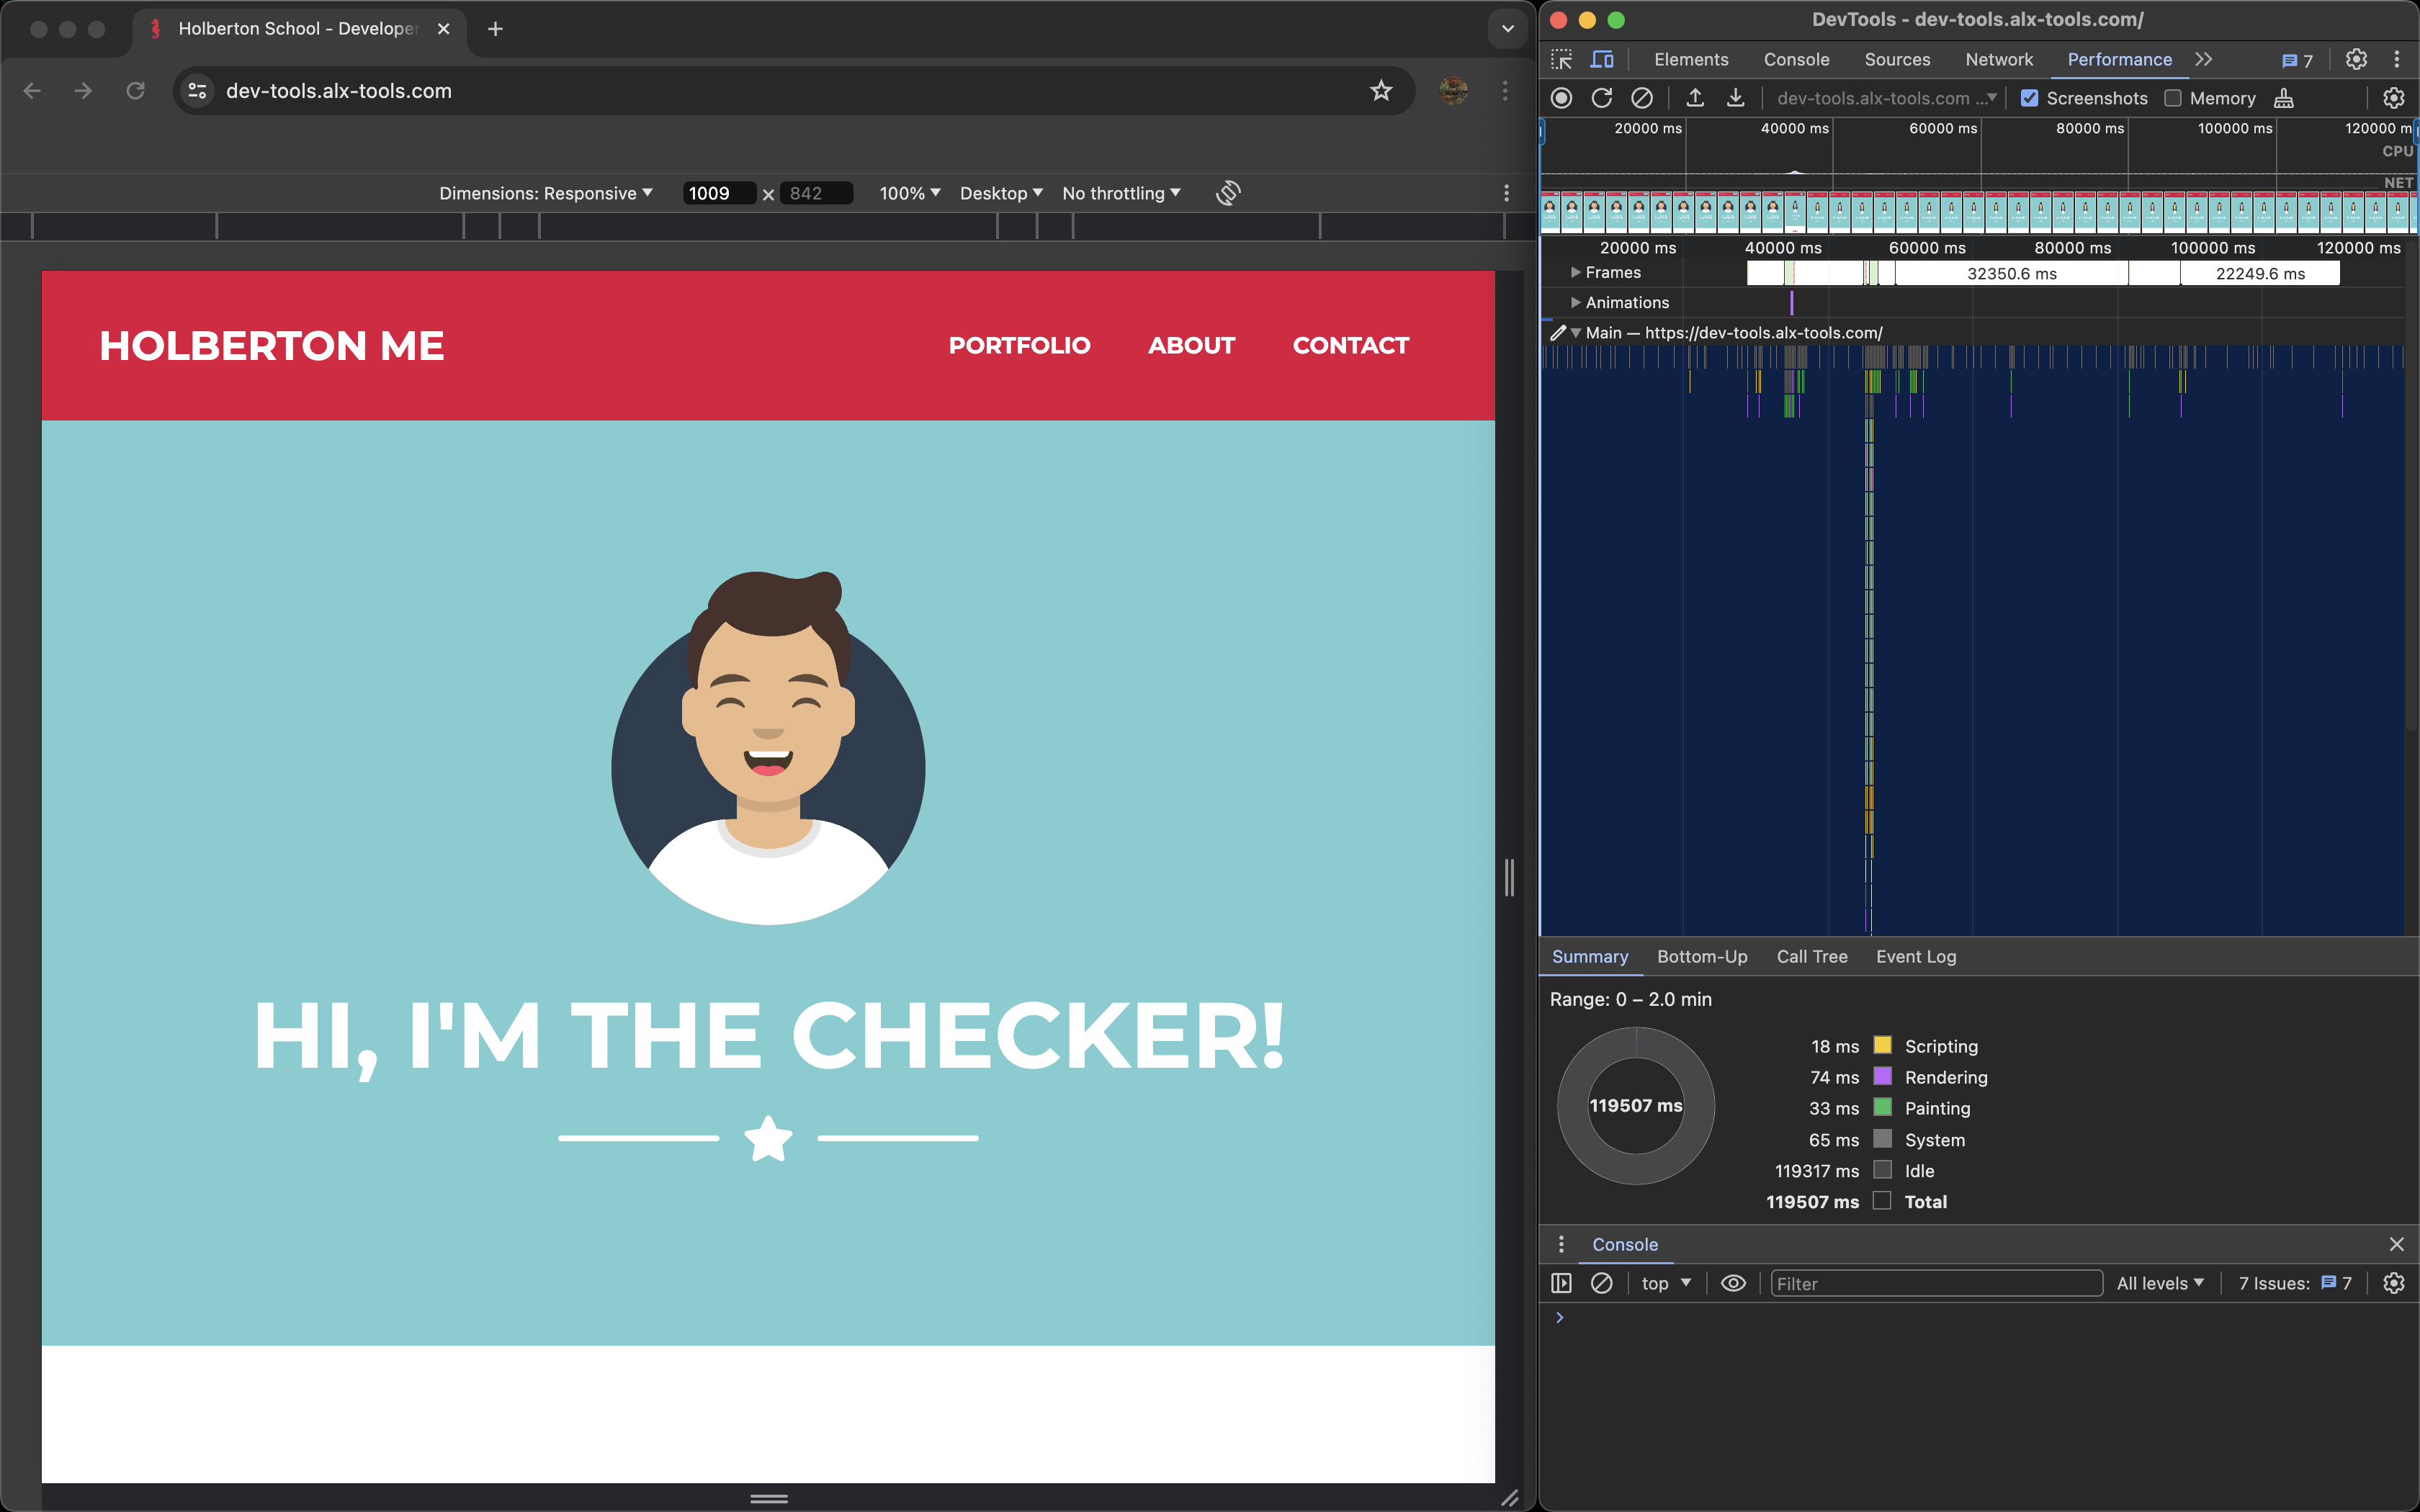 Holberton School - Develope
dev-tools.alx-tools.com
Dimensions: Responsive 1009 × 842 100% Desktop No throttling
HOLBERTON ME PORTFOLIO ABOUT CONTACT
HI, I'M THE CHECKER!
DevTools - dev-tools.alx-tools.com/
Elements Console Sources Network Performance 7
dev-tools.alx-tools.com ... Screenshots Memory
20000 ms 40000 ms 60000 ms 80000 ms 100000 ms 120000 m
CPU
NET
20000 ms 40000 ms 60000 ms 80000 ms 100000 ms 120000 ms
Frames 32350.6 ms 22249.6 ms
Animations
Main — https://dev-tools.alx-tools.com/
Summary Bottom-Up Call Tree Event Log
Range: 0 – 2.0 min
119507 ms
18 ms Scripting
74 ms Rendering
33 ms Painting
65 ms System
119317 ms Idle
119507 ms Total
Console
top Filter All levels 7 Issues: 7